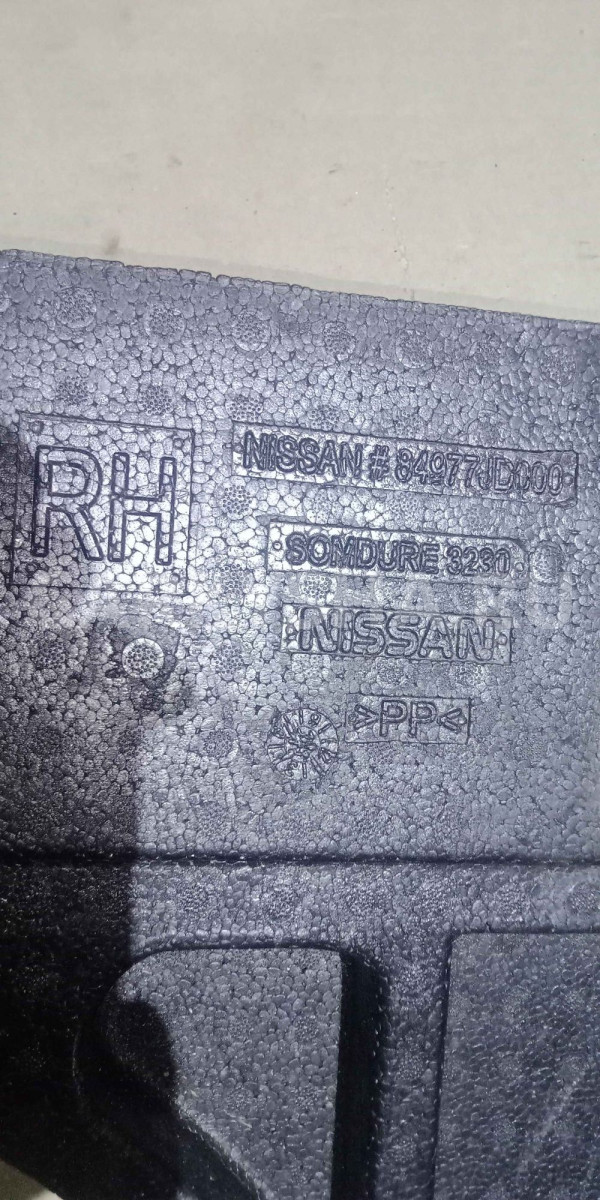 RH
NISSAN # 84977JD000
SOMDURE 3230
NISSAN
>PP<